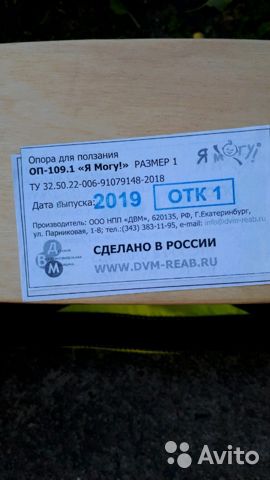 Опора для ползания
ОП-109.1 «Я Могу!» РАЗМЕР 1
Я МОГУ!
ТУ 32.50.22-006-91079148-2018
Дата выпуска: 2019 ОТК 1
Производитель: ООО НПП «ДВМ», 620135, РФ, Г.Екатеринбург,
ул. Парниковая, 1-8; тел.:(343) 383-11-95, e-mail: info@dvm-reab.ru
Д
В
М
СДЕЛАНО В РОССИИ
WWW.DVM-REAB.RU
Avito